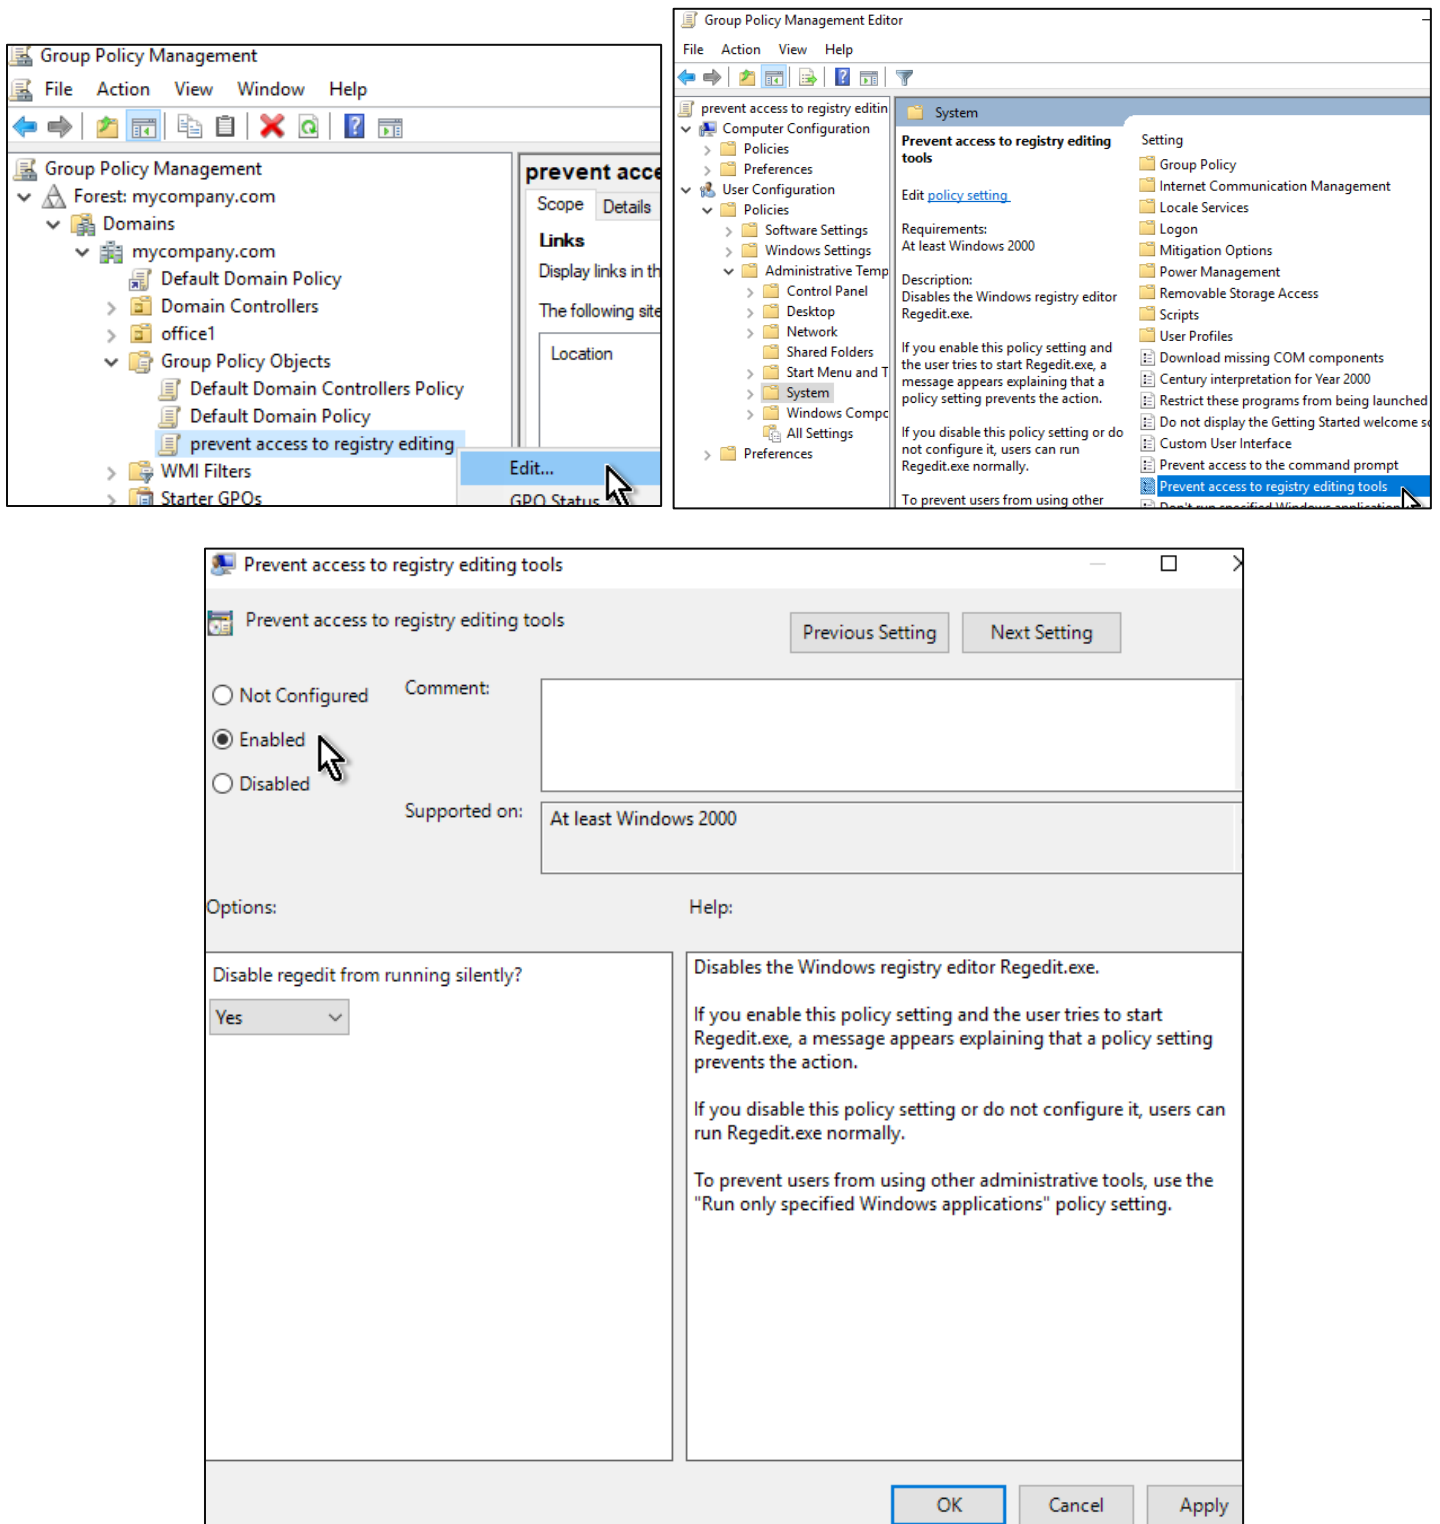 Group Policy Management
File Action View Window Help
Group Policy Management
Forest: mycompany.com
Domains
mycompany.com
Default Domain Policy
Domain Controllers
office1
Group Policy Objects
Default Domain Controllers Policy
Default Domain Policy
prevent access to registry editing
WMI Filters
Starter GPOs
prevent acce
Scope Details
Links
Display links in th
The following site
Location
Edit...
GPO Status
Group Policy Management Editor
File Action View Help
prevent access to registry editin
Computer Configuration
Policies
Preferences
User Configuration
Policies
Software Settings
Windows Settings
Administrative Temp
Control Panel
Desktop
Network
Shared Folders
Start Menu and T
System
Windows Compc
All Settings
Preferences
System
Prevent access to registry editing
tools
Edit policy setting
Requirements:
At least Windows 2000
Description:
Disables the Windows registry editor
Regedit.exe.
If you enable this policy setting and
the user tries to start Regedit.exe, a
message appears explaining that a
policy setting prevents the action.
If you disable this policy setting or do
not configure it, users can run
Regedit.exe normally.
To prevent users from using other
Setting
Group Policy
Internet Communication Management
Locale Services
Logon
Mitigation Options
Power Management
Removable Storage Access
Scripts
User Profiles
Download missing COM components
Century interpretation for Year 2000
Restrict these programs from being launched
Do not display the Getting Started welcome sc
Custom User Interface
Prevent access to the command prompt
Prevent access to registry editing tools
Don't run specified Windows application
Prevent access to registry editing tools
Prevent access to registry editing tools
Previous Setting Next Setting
Not Configured
Enabled
Disabled
Comment:
Supported on:
At least Windows 2000
Options:
Help:
Disable regedit from running silently?
Yes
Disables the Windows registry editor Regedit.exe.
If you enable this policy setting and the user tries to start
Regedit.exe, a message appears explaining that a policy setting
prevents the action.
If you disable this policy setting or do not configure it, users can
run Regedit.exe normally.
To prevent users from using other administrative tools, use the
"Run only specified Windows applications" policy setting.
OK Cancel Apply